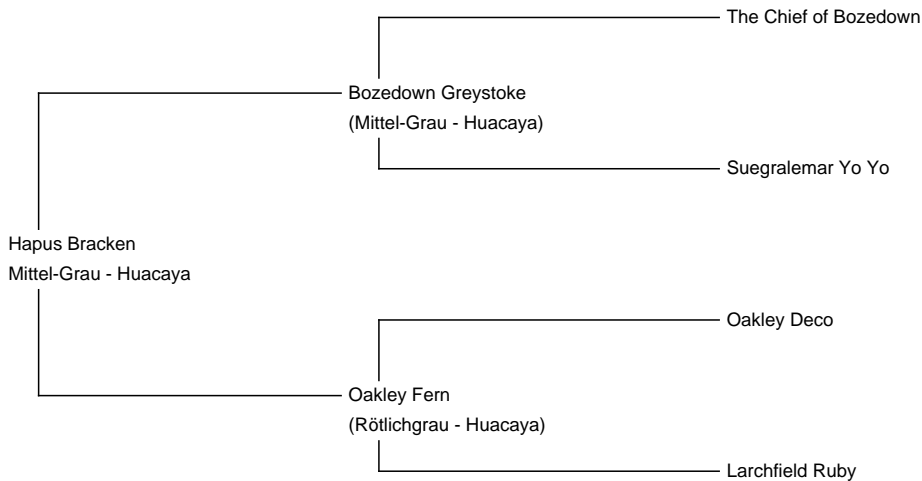 The Chief of Bozedown
Bozedown Greystoke
(Mittel-Grau - Huacaya)
Suegralemar Yo Yo
Hapus Bracken
Mittel-Grau - Huacaya
Oakley Deco
Oakley Fern
(Rötlichgrau - Huacaya)
Larchfield Ruby